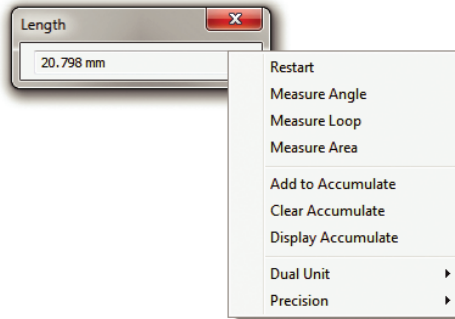 Length
20.798 mm
Restart
Measure Angle
Measure Loop
Measure Area
Add to Accumulate
Clear Accumulate
Display Accumulate
Dual Unit
Precision